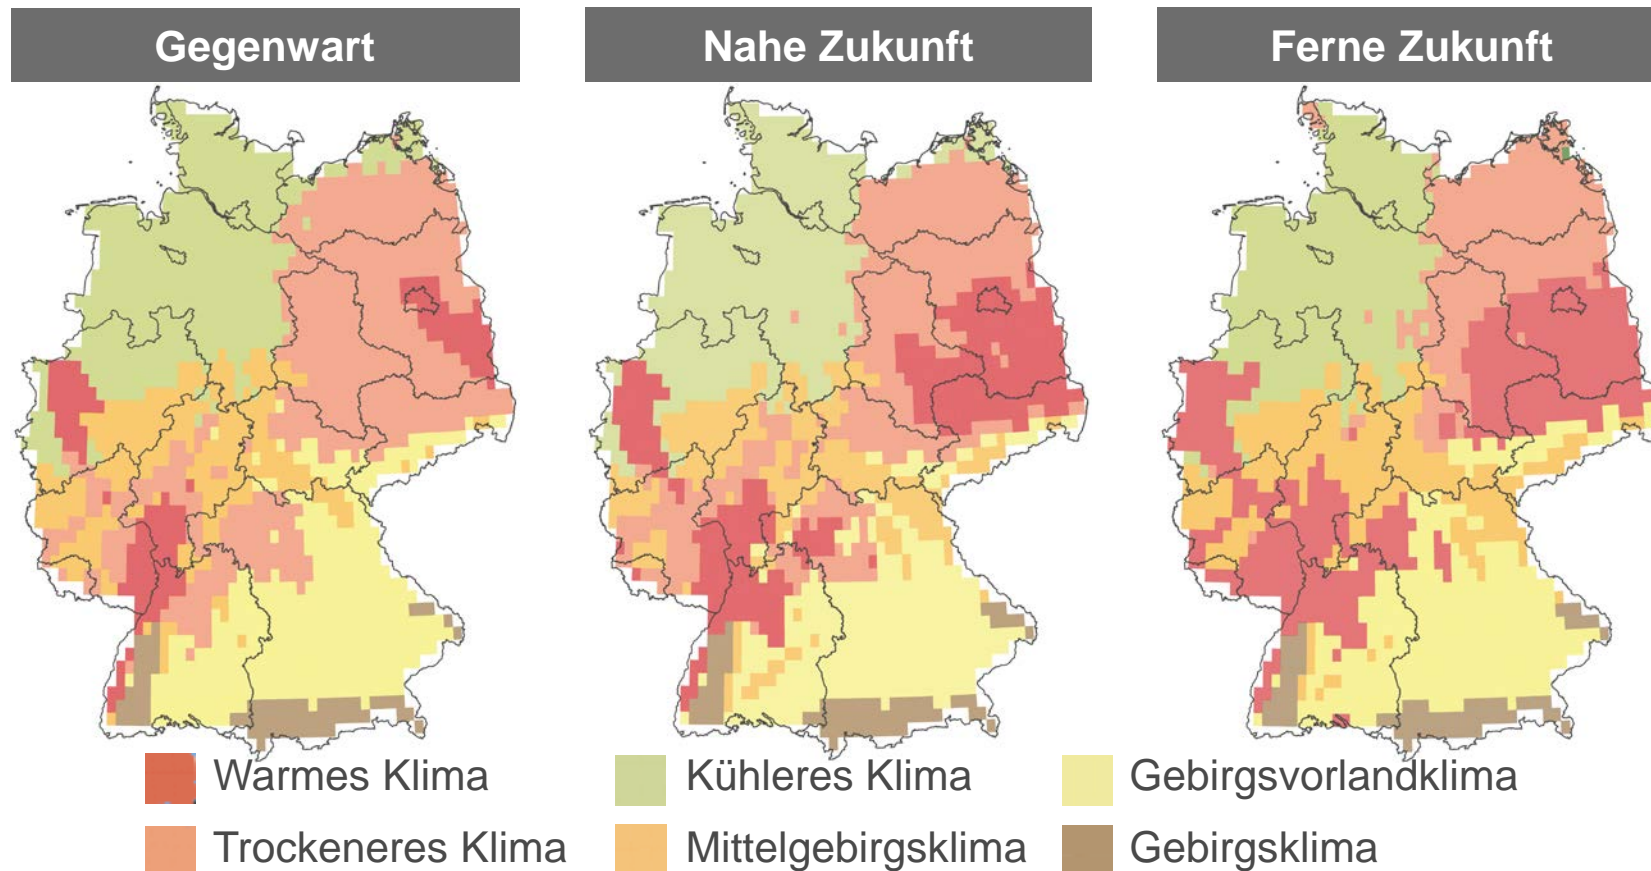 Gegenwart
Nahe Zukunft
Ferne Zukunft
Warmes Klima
Kühleres Klima
Gebirgsvorlandklima
Trockeneres Klima
Mittelgebirgsklima
Gebirgsklima